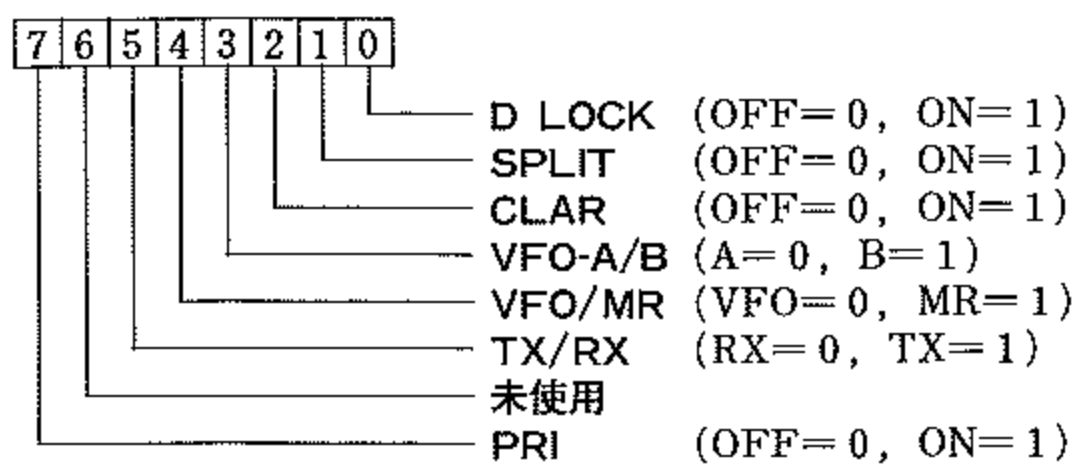 7 6 5 4 3 2 1 0
D LOCK (OFF=0, ON=1)
SPLIT (OFF=0, ON=1)
CLAR (OFF=0, ON=1)
VFO-A/B (A=0, B=1)
VFO/MR (VFO=0, MR=1)
TX/RX (RX=0, TX=1)
未使用
PRI (OFF=0, ON=1)